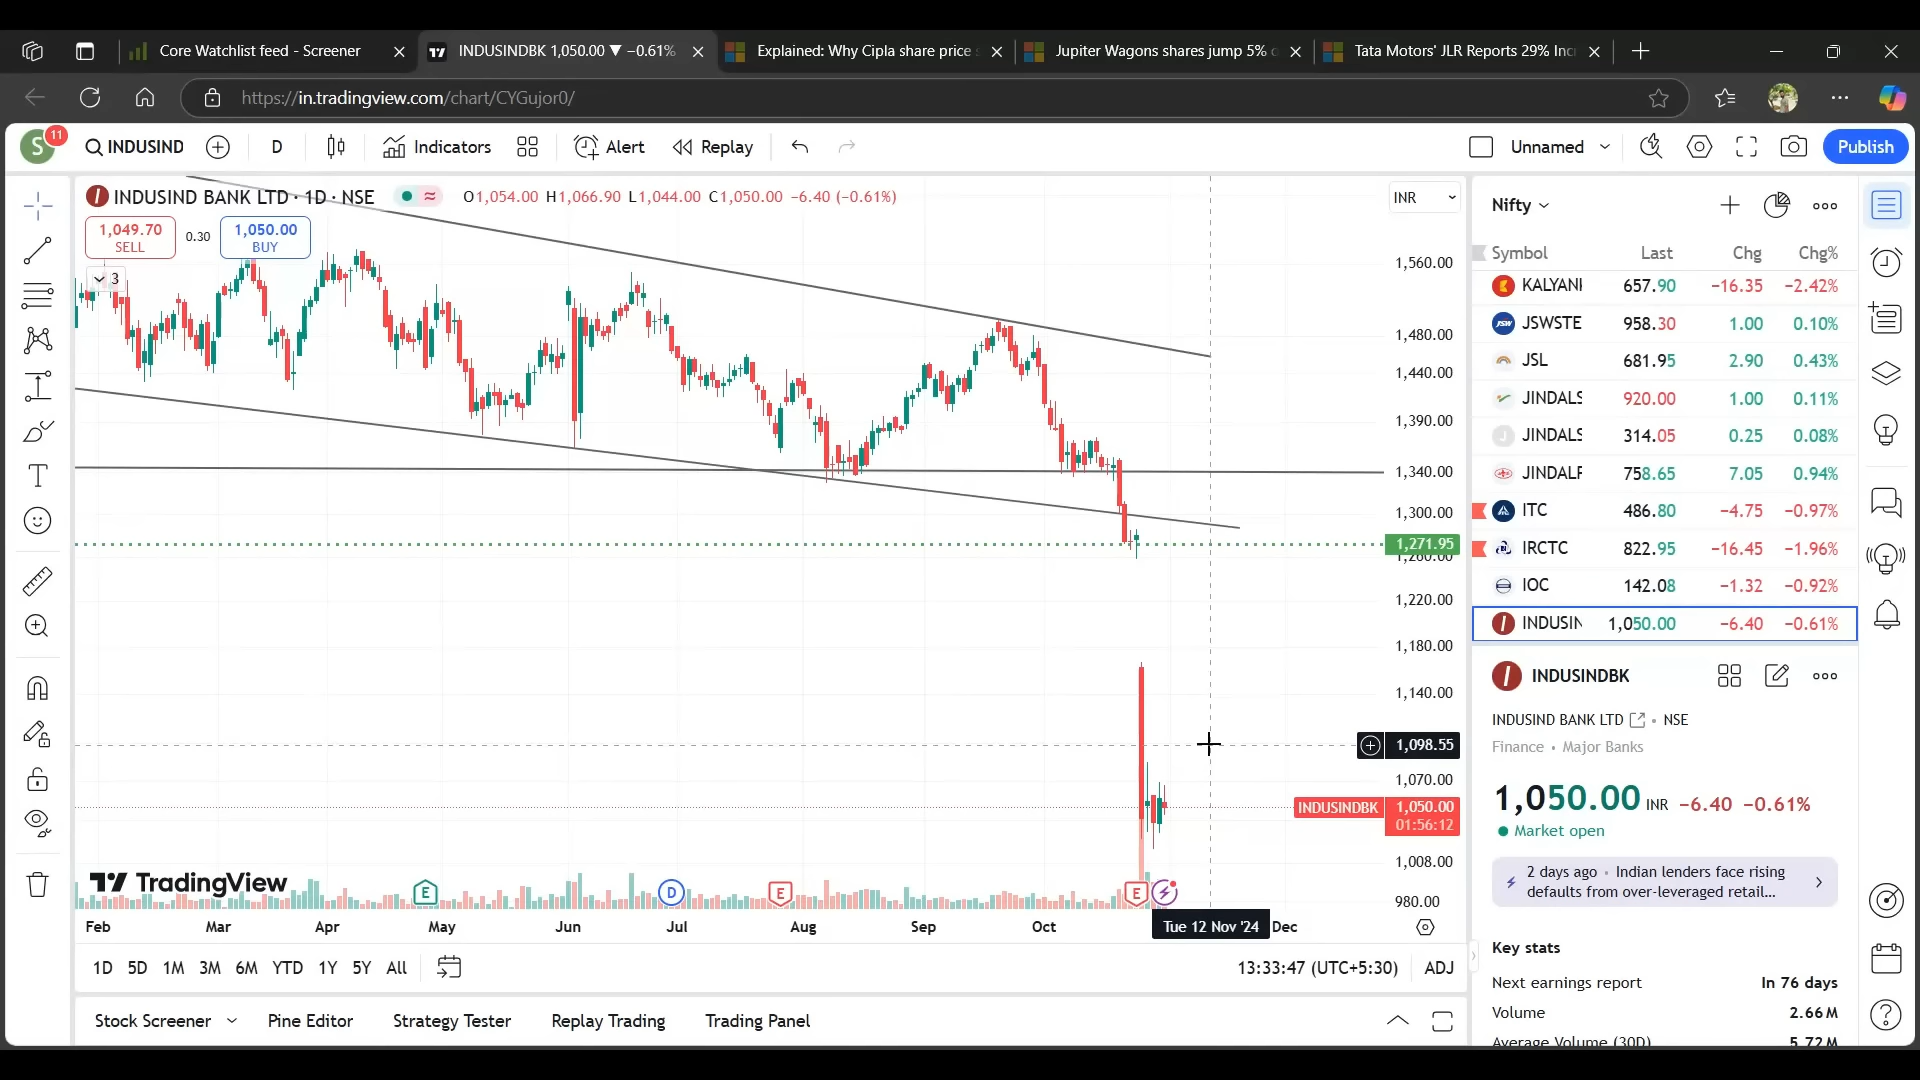 Core Watchlist feed - Screener
INDUSINDBK 1,050.00 ▼ −0.61%
Explained: Why Cipla share price
Jupiter Wagons shares jump 5%
Tata Motors' JLR Reports 29% Inc
https://in.tradingview.com/chart/CYGujor0/
S
11
INDUSIND
D
Indicators
Alert
Replay
Unnamed
Publish
INDUSIND BANK LTD · 1D · NSE
O1,054.00 H1,066.90 L1,044.00 C1,050.00 −6.40 (−0.61%)
INR
1,049.70
SELL
0.30
1,050.00
BUY
3
1,560.00
1,480.00
1,440.00
1,390.00
1,340.00
1,300.00
1,271.95
1,260.00
1,220.00
1,180.00
1,140.00
1,098.55
1,070.00
INDUSINDBK
1,050.00
01:56:12
1,008.00
980.00
TradingView
E
D
E
E
Feb
Mar
Apr
May
Jun
Jul
Aug
Sep
Oct
Tue 12 Nov '24
Dec
1D 5D 1M 3M 6M YTD 1Y 5Y All
13:33:47 (UTC+5:30)
ADJ
Stock Screener
Pine Editor
Strategy Tester
Replay Trading
Trading Panel
Nifty
Symbol Last Chg Chg%
KALYANI 657.90 −16.35 −2.42%
JSWSTE 958.30 1.00 0.10%
JSL 681.95 2.90 0.43%
JINDALS 920.00 1.00 0.11%
JINDALS 314.05 0.25 0.08%
JINDALP 758.65 7.05 0.94%
ITC 486.80 −4.75 −0.97%
IRCTC 822.95 −16.45 −1.96%
IOC 142.08 −1.32 −0.92%
INDUSIN 1,050.00 −6.40 −0.61%
INDUSINDBK
INDUSIND BANK LTD • NSE
Finance • Major Banks
1,050.00 INR −6.40 −0.61%
Market open
2 days ago • Indian lenders face rising
defaults from over-leveraged retail...
Key stats
Next earnings report In 76 days
Volume 2.66M
Average Volume (30D) 5.72M